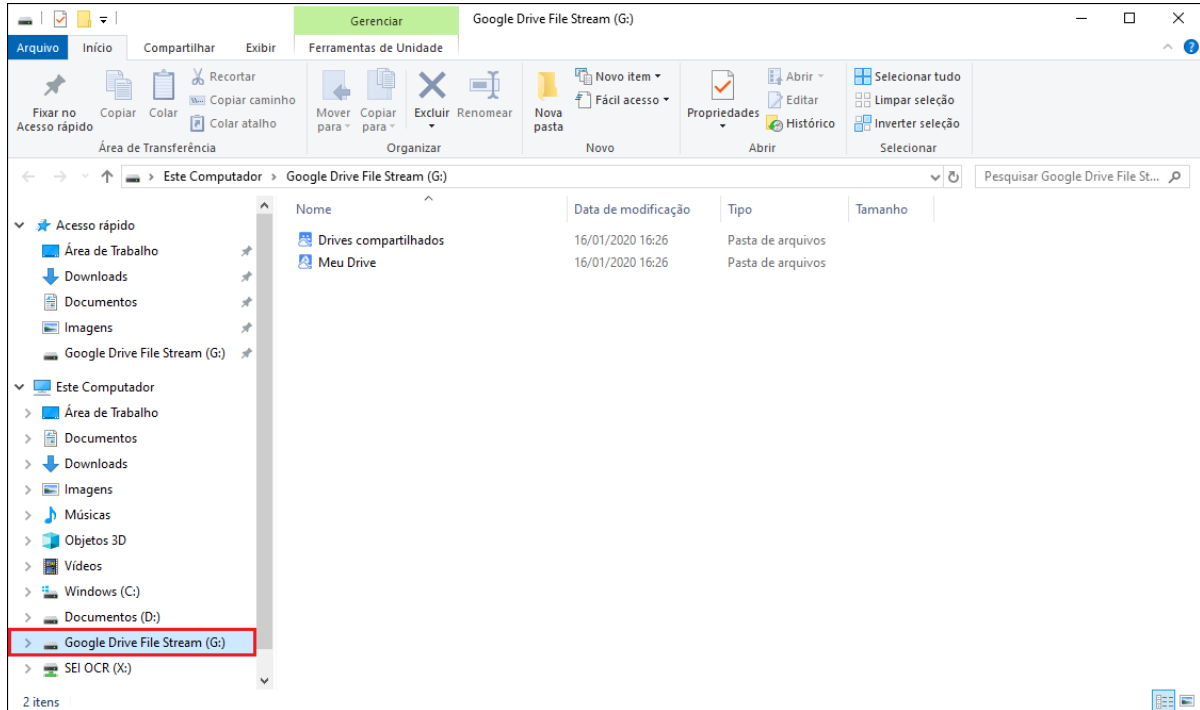 Gerenciar Google Drive File Stream (G:)
Arquivo Início Compartilhar Exibir Ferramentas de Unidade
Fixar no Acesso rápido
Copiar
Colar
Recortar
Copiar caminho
Colar atalho
Área de Transferência
Mover para
Copiar para
Excluir
Renomear
Organizar
Nova pasta
Novo item
Fácil acesso
Novo
Propriedades
Abrir
Editar
Histórico
Abrir
Selecionar tudo
Limpar seleção
Inverter seleção
Selecionar
Este Computador > Google Drive File Stream (G:)
Pesquisar Google Drive File St...
Acesso rápido
Área de Trabalho
Downloads
Documentos
Imagens
Google Drive File Stream (G:)
Este Computador
Área de Trabalho
Documentos
Downloads
Imagens
Músicas
Objetos 3D
Vídeos
Windows (C:)
Documentos (D:)
Google Drive File Stream (G:)
SEI OCR (X:)
Nome Data de modificação Tipo Tamanho
Drives compartilhados 16/01/2020 16:26 Pasta de arquivos
Meu Drive 16/01/2020 16:26 Pasta de arquivos
2 itens